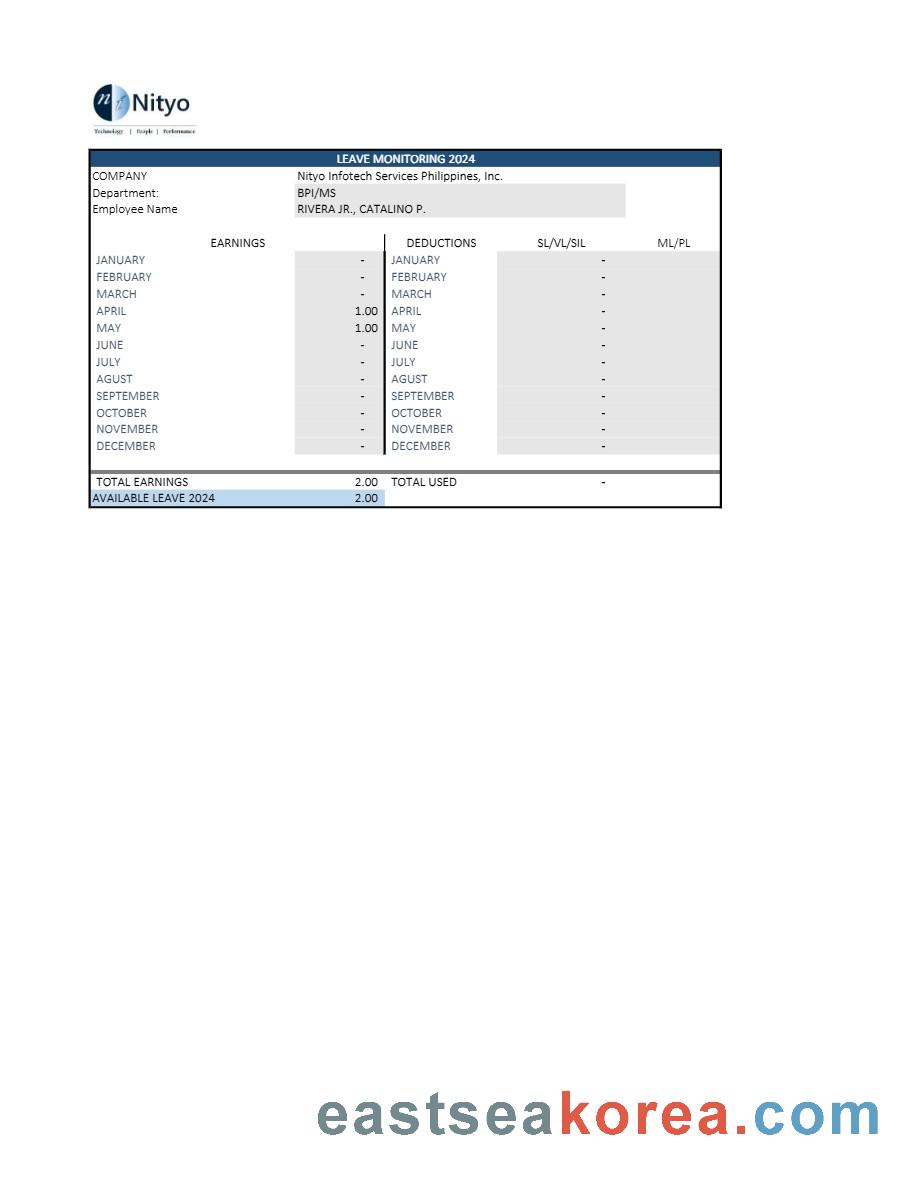 ni Nityo
Technology | People | Performance
LEAVE MONITORING 2024
COMPANY Nityo Infotech Services Philippines, Inc.
Department: BPI/MS
Employee Name RIVERA JR., CATALINO P.
EARNINGS DEDUCTIONS SL/VL/SIL ML/PL
JANUARY - JANUARY -
FEBRUARY - FEBRUARY -
MARCH - MARCH -
APRIL 1.00 APRIL -
MAY 1.00 MAY -
JUNE - JUNE -
JULY - JULY -
AGUST - AGUST -
SEPTEMBER - SEPTEMBER -
OCTOBER - OCTOBER -
NOVEMBER - NOVEMBER -
DECEMBER - DECEMBER -
TOTAL EARNINGS 2.00 TOTAL USED -
AVAILABLE LEAVE 2024 2.00
eastseakorea.com